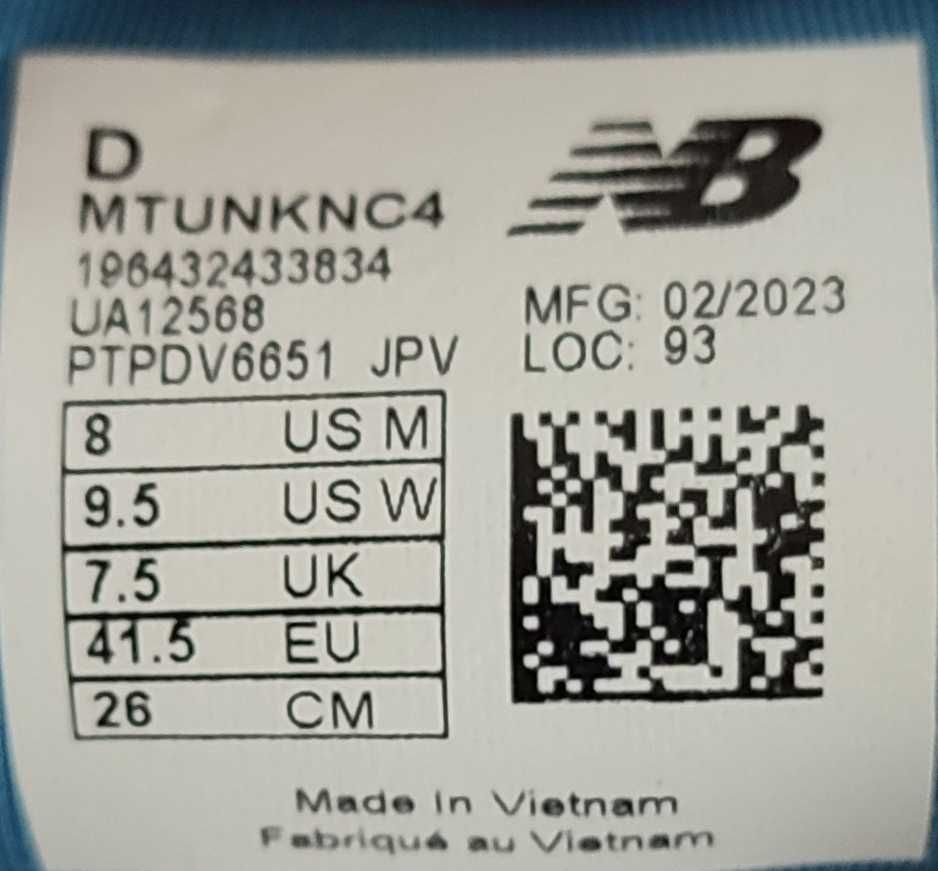 D
MTUNKNC4
196432433834
UA12568
PTPDV6651 JPV
NB
MFG: 02/2023
LOC: 93
8 US M
9.5 US W
7.5 UK
41.5 EU
26 CM
Made in Vietnam
Fabriqué au Vietnam